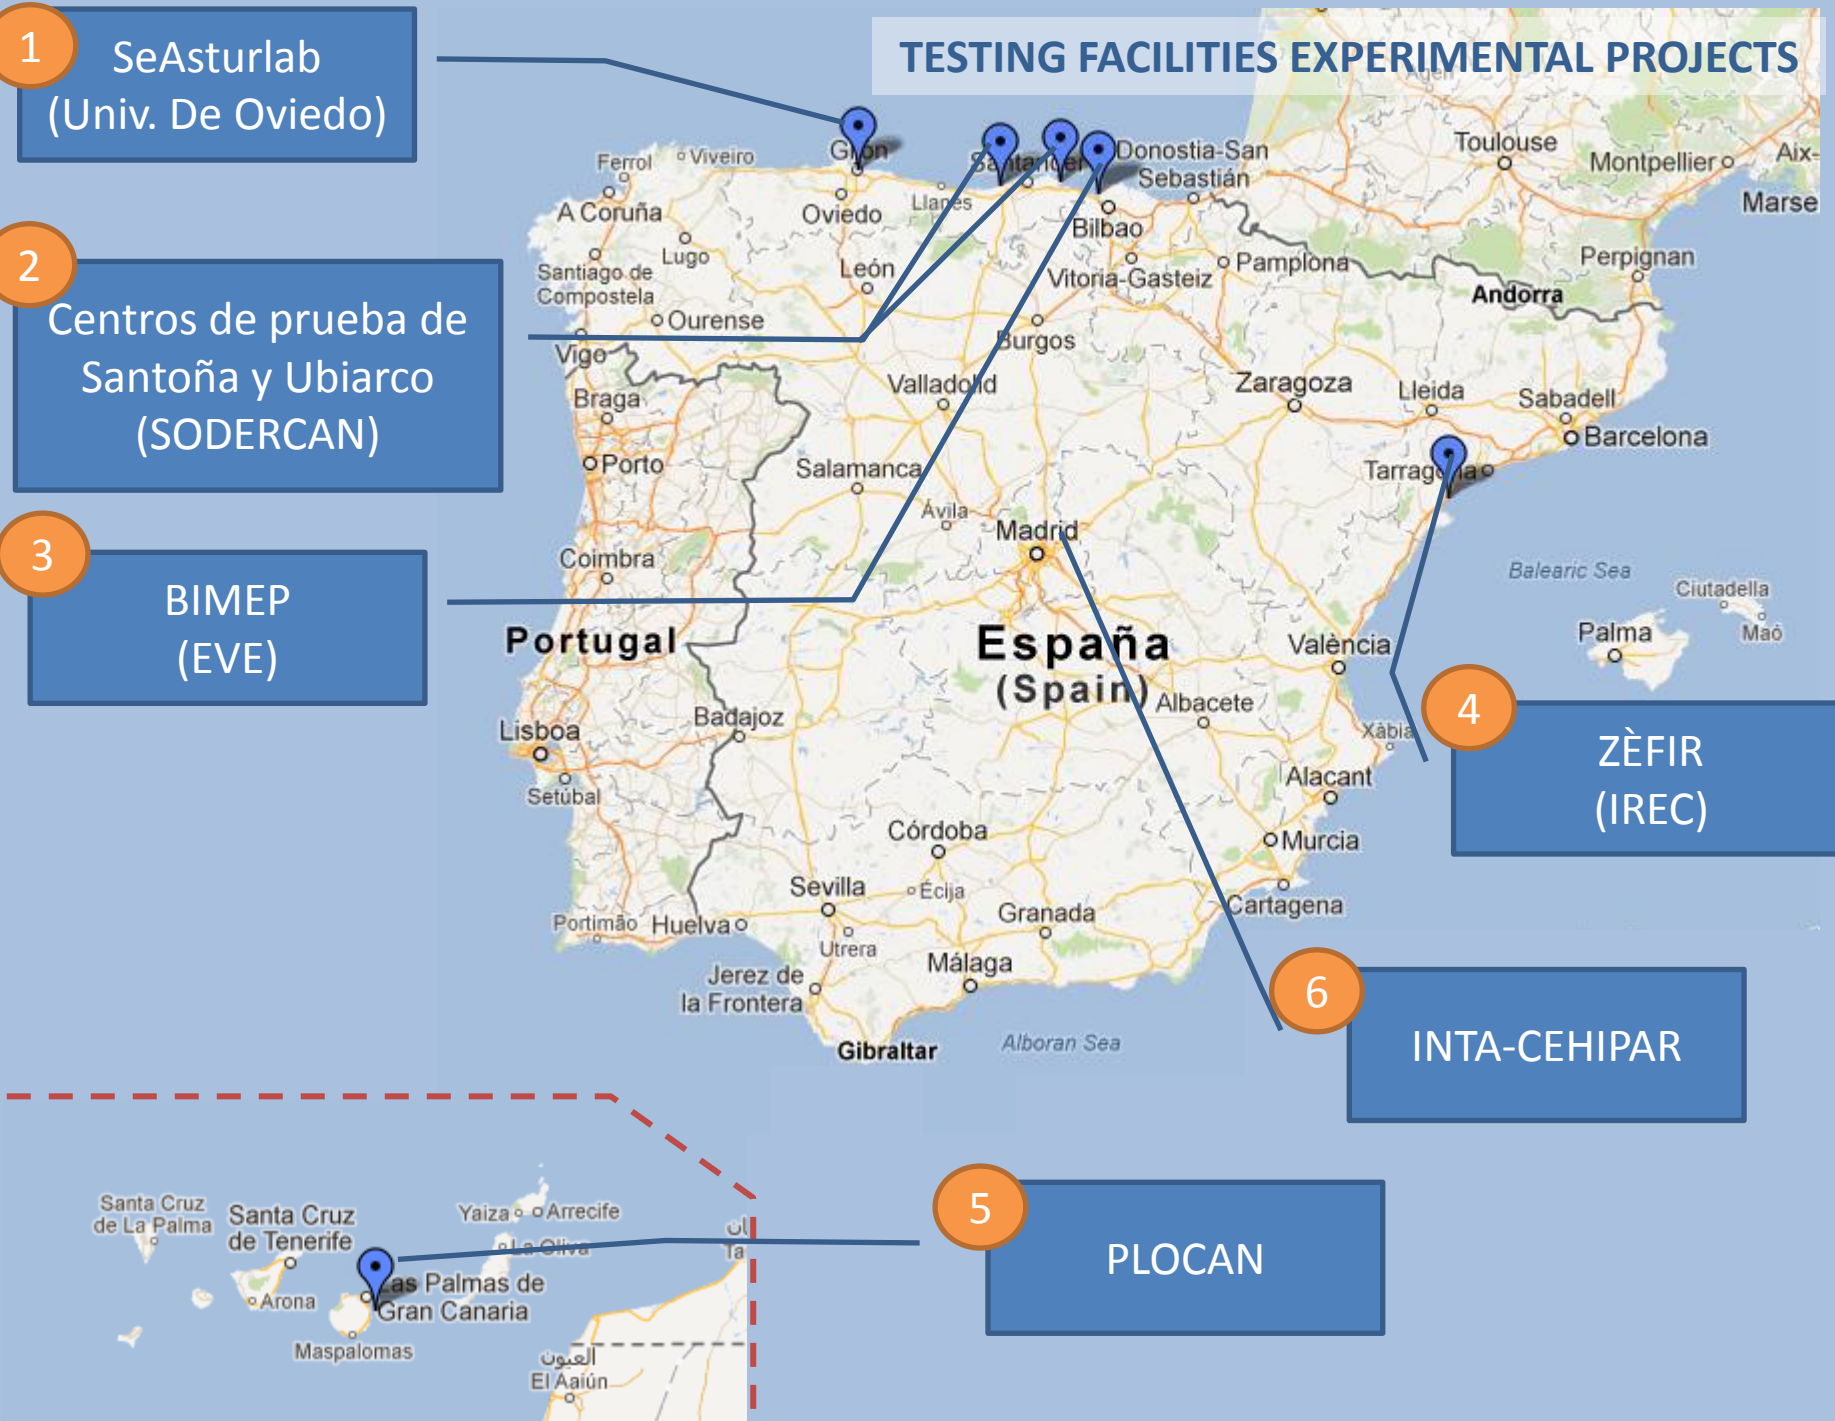 TESTING FACILITIES EXPERIMENTAL PROJECTS
1
SeAsturlab
(Univ. De Oviedo)
2
Centros de prueba de
Santoña y Ubiarco
(SODERCAN)
3
BIMEP
(EVE)
4
ZÈFIR
(IREC)
6
INTA-CEHIPAR
5
PLOCAN
Ferrol
Viveiro
Gijón
Santander
Donostia-San
Sebastián
Toulouse
Montpellier
Aix-
Marse
A Coruña
Oviedo
Llanes
Bilbao
Santiago de
Compostela
Lugo
León
Vitoria-Gasteiz
Pamplona
Perpignan
Andorra
Ourense
Vigo
Burgos
Braga
Valladolid
Zaragoza
Lleida
Sabadell
Barcelona
Porto
Salamanca
Tarragona
Ávila
Madrid
Coimbra
Balearic Sea
Ciutadella
Maó
Palma
Portugal
España
(Spain)
València
Albacete
Badajoz
Lisboa
Xàbia
Setúbal
Alacant
Córdoba
Murcia
Sevilla
Écija
Cartagena
Portimão
Huelva
Utrera
Granada
Jerez de
la Frontera
Málaga
Gibraltar
Alboran Sea
Santa Cruz
de La Palma
Santa Cruz
de Tenerife
Yaiza
Arrecife
La Oliva
Ta
Arona
Las Palmas de
Gran Canaria
Maspalomas
العيون
El Aaiún